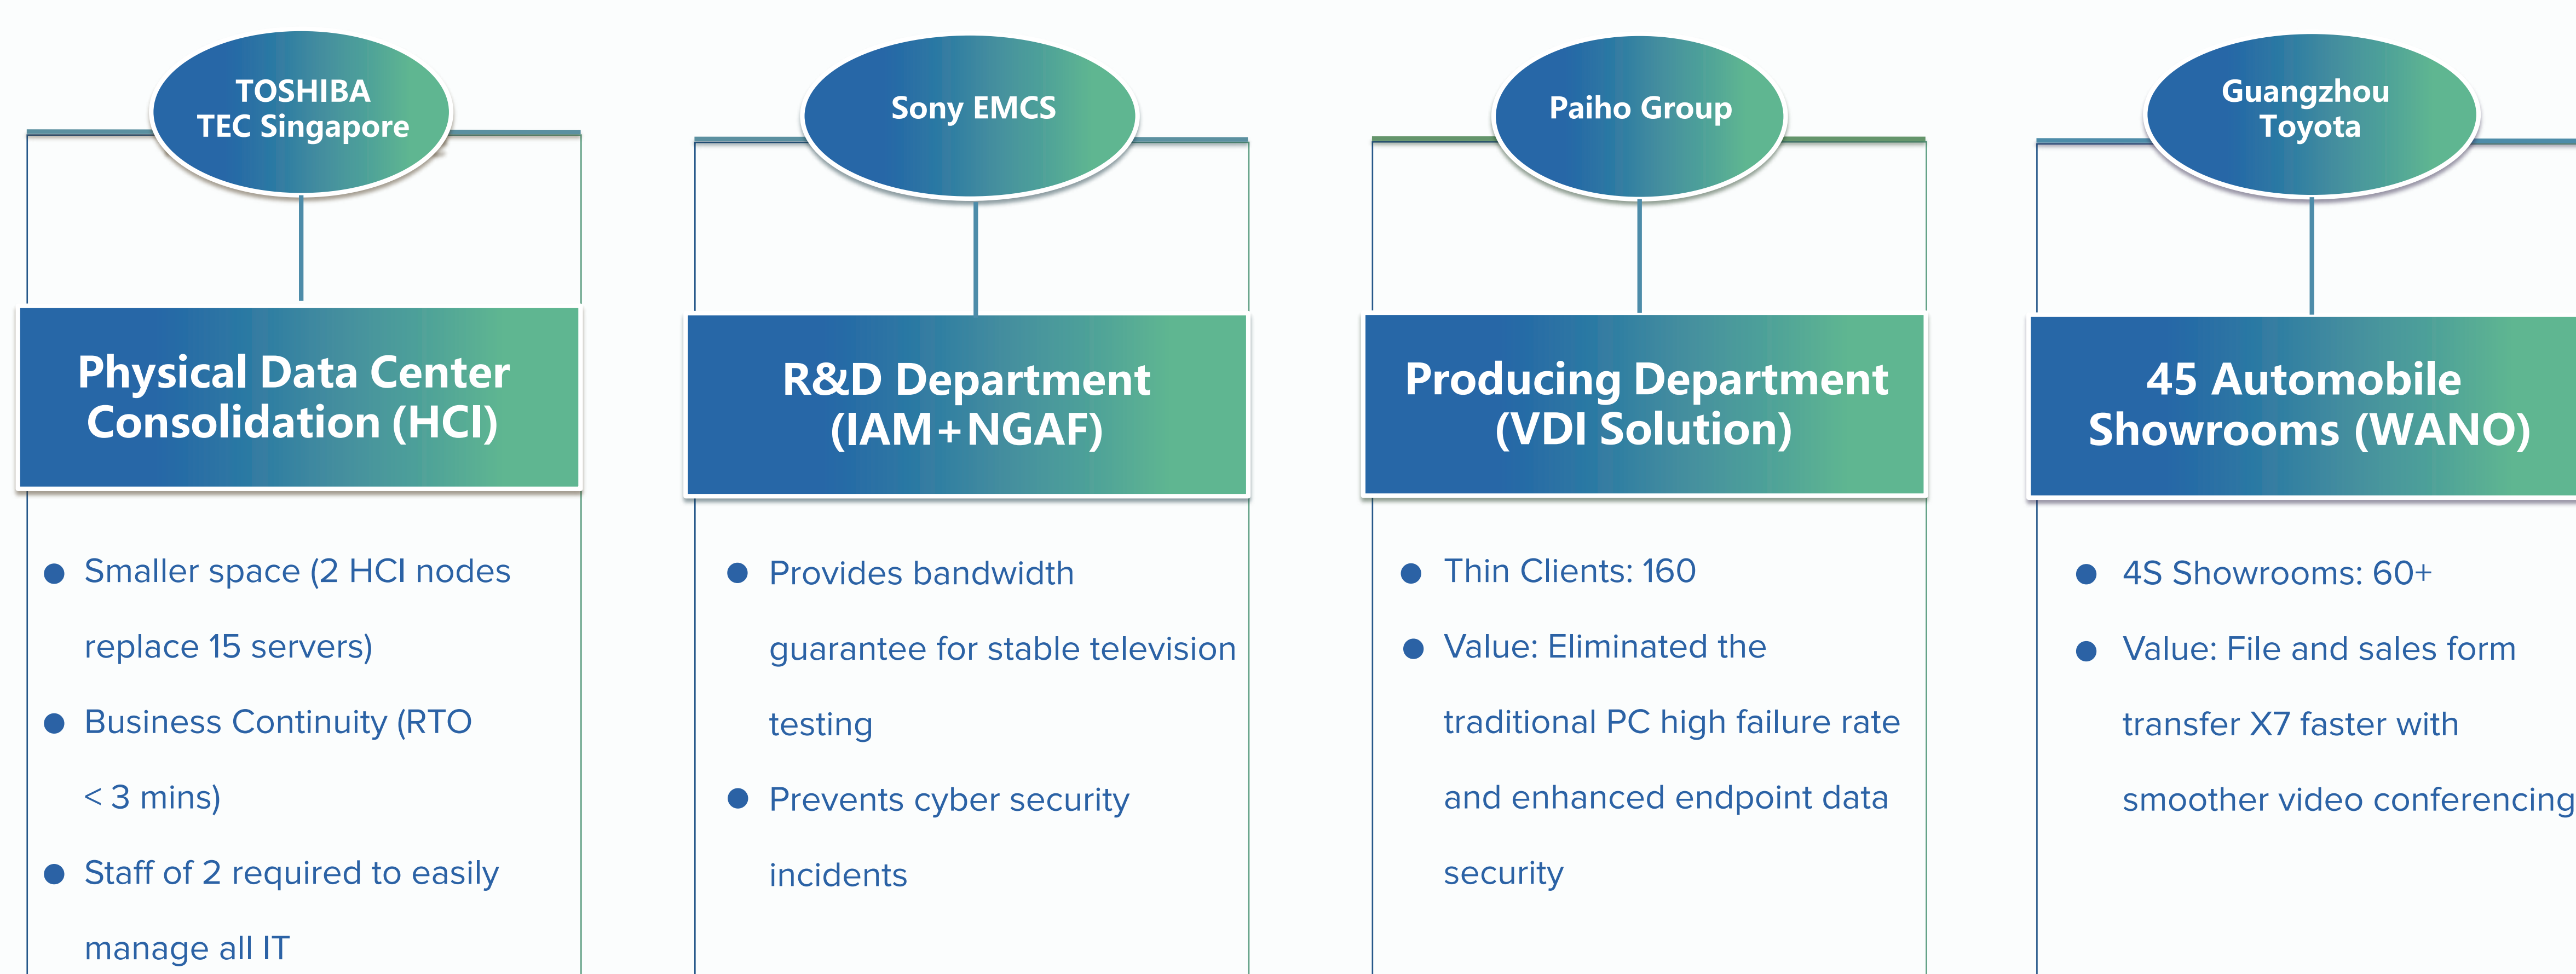 TOSHIBA
TEC Singapore
Physical Data Center
Consolidation (HCI)
Smaller space (2 HCI nodes
replace 15 servers)
Business Continuity (RTO
< 3 mins)
Staff of 2 required to easily
manage all IT
Sony EMCS
R&D Department
(IAM+NGAF)
Provides bandwidth
guarantee for stable television
testing
Prevents cyber security
incidents
Paiho Group
Producing Department
(VDI Solution)
Thin Clients: 160
Value: Eliminated the
traditional PC high failure rate
and enhanced endpoint data
security
Guangzhou
Toyota
45 Automobile
Showrooms (WANO)
4S Showrooms: 60+
Value: File and sales form
transfer X7 faster with
smoother video conferencing